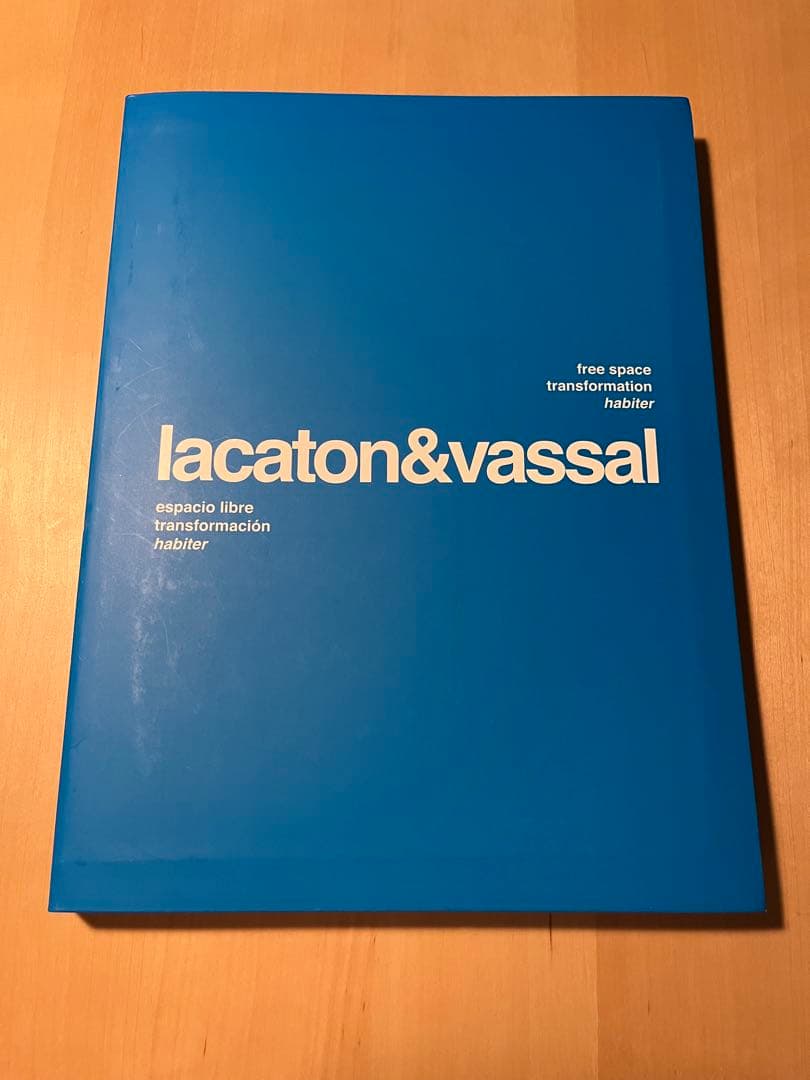 free space
transformation
habiter
lacaton&vassal
espacio libre
transformación
habiter